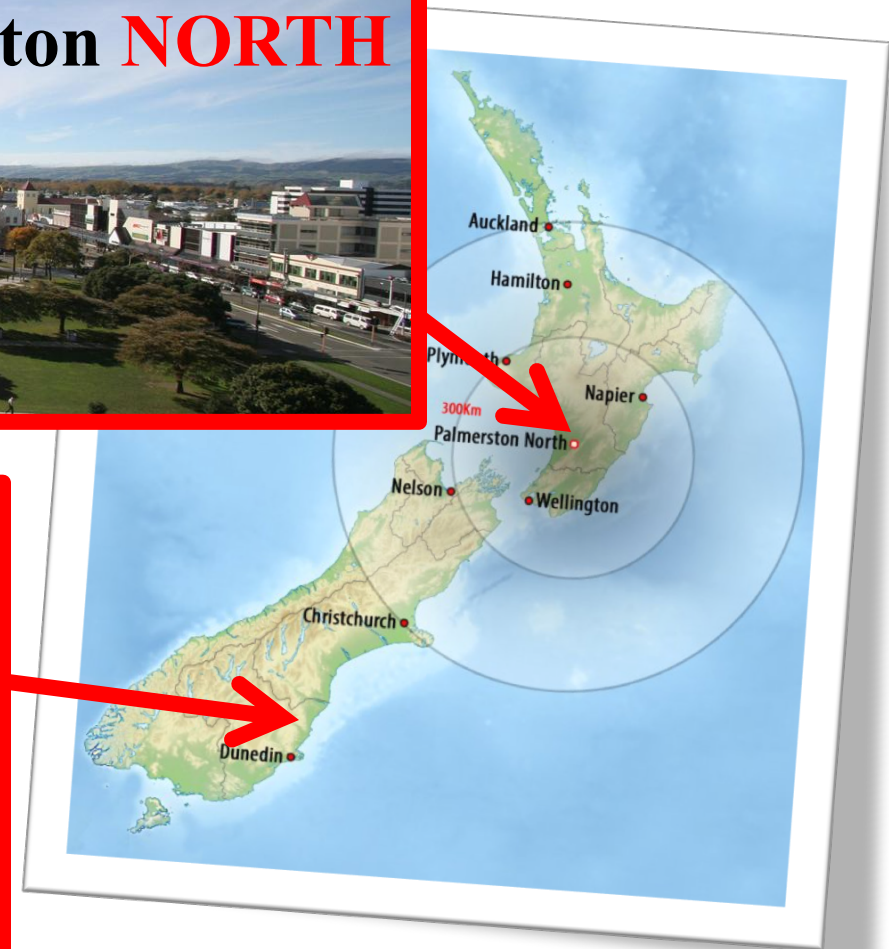 ton NORTH
Auckland
Hamilton
Napier
300Km
Palmerston North
Nelson
Wellington
Christchurch
Dunedin